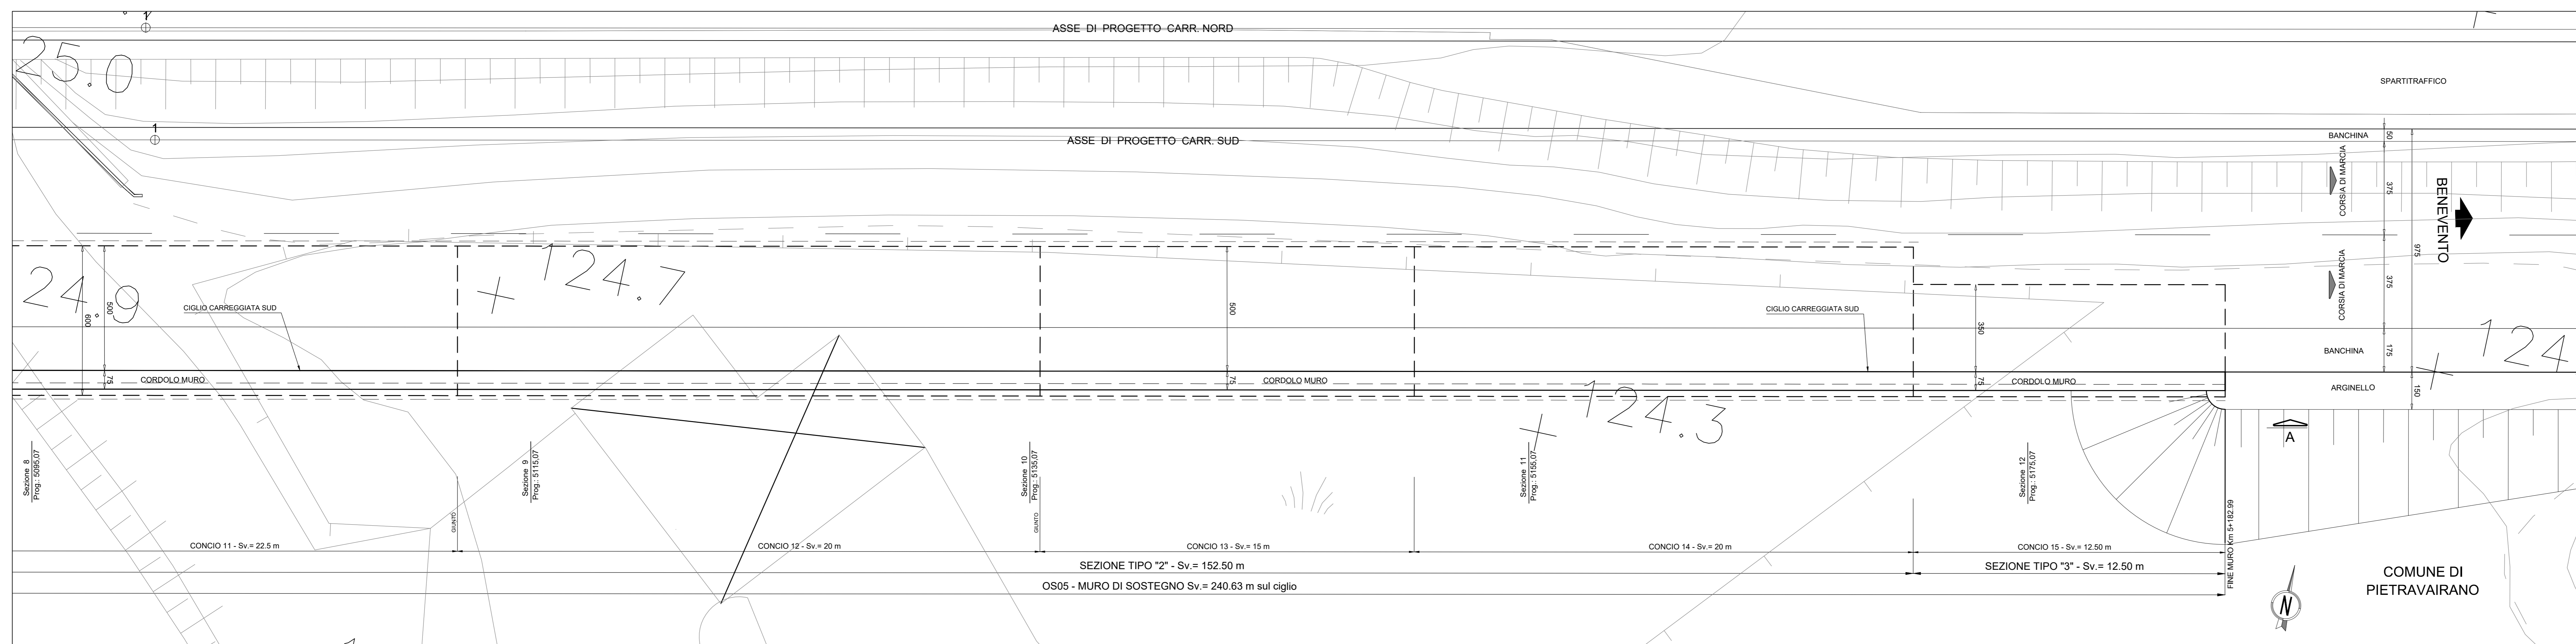 1
ASSE DI PROGETTO CARR. NORD
25.0
SPARTITRAFFICO
1
ASSE DI PROGETTO CARR. SUD
BANCHINA
50
CORSIA DI MARCIA
375
BENEVENTO
975
CORSIA DI MARCIA
375
24.9
124.7
500
600
CIGLIO CARREGGIATA SUD
500
CIGLIO CARREGGIATA SUD
350
BANCHINA
175
124
75
CORDOLO MURO
75
CORDOLO MURO
75
CORDOLO MURO
ARGINELLO
150
124.3
A
Sezione 8
Prog.: 5095,07
Sezione 9
Prog.: 5115,07
Sezione 10
Prog.: 5135,07
Sezione 11
Prog.: 5155,07
Sezione 12
Prog.: 5175,07
GIUNTO
GIUNTO
FINE MURO Km 5+182.99
CONCIO 11 - Sv.= 22.5 m
CONCIO 12 - Sv.= 20 m
CONCIO 13 - Sv.= 15 m
CONCIO 14 - Sv.= 20 m
CONCIO 15 - Sv.= 12.50 m
SEZIONE TIPO "2" - Sv.= 152.50 m
SEZIONE TIPO "3" - Sv.= 12.50 m
OS05 - MURO DI SOSTEGNO Sv.= 240.63 m sul ciglio
N
COMUNE DI
PIETRAVAIRANO